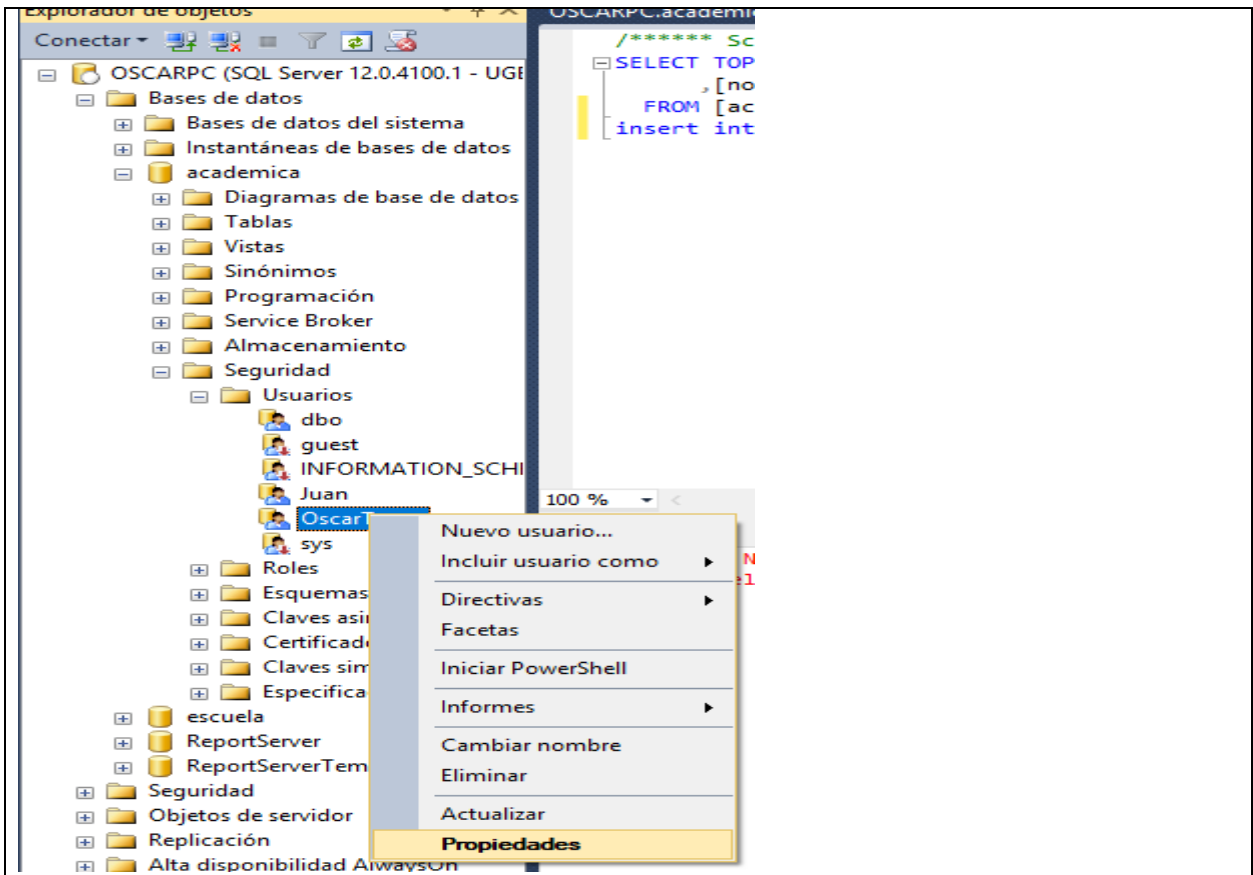 Explorador de objetos
OSCARPC.academic
Conectar
OSCARPC (SQL Server 12.0.4100.1 - UGE
Bases de datos
Bases de datos del sistema
Instantáneas de bases de datos
academica
Diagramas de base de datos
Tablas
Vistas
Sinónimos
Programación
Service Broker
Almacenamiento
Seguridad
Usuarios
dbo
guest
INFORMATION_SCHE
Juan
OscarT
sys
Roles
Esquemas
Claves asi
Certificad
Claves sim
Especifica
escuela
ReportServer
ReportServerTem
Seguridad
Objetos de servidor
Replicación
Alta disponibilidad AlwaysOn
/****** Sc
SELECT TOP
,[no
FROM [ac
insert int
100 %
N
el
Nuevo usuario...
Incluir usuario como
Directivas
Facetas
Iniciar PowerShell
Informes
Cambiar nombre
Eliminar
Actualizar
Propiedades